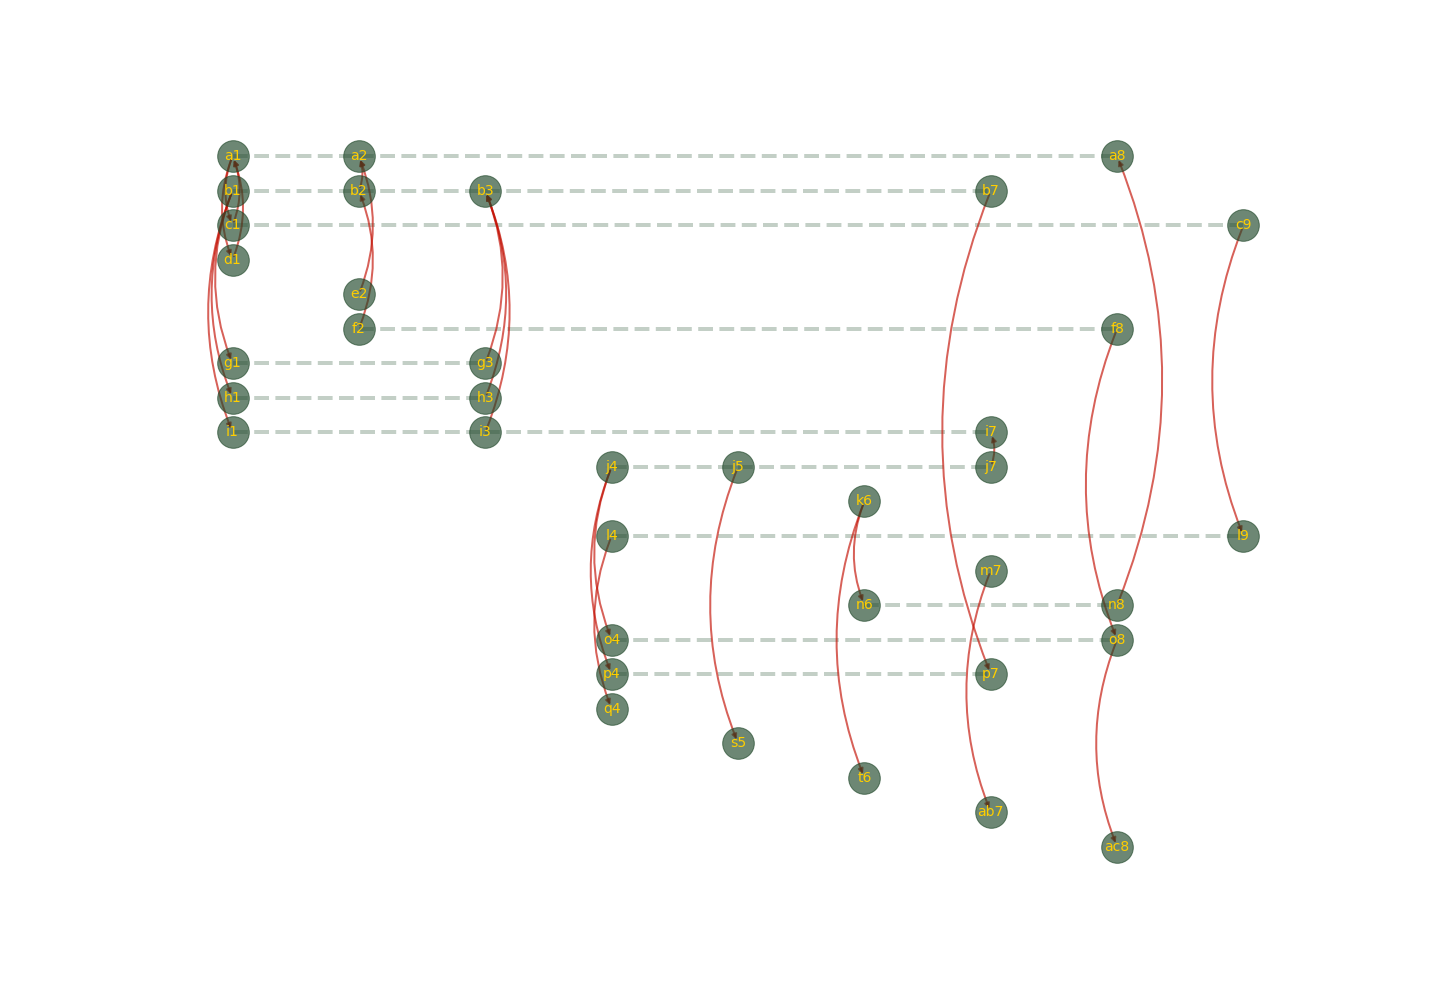 a1 a2 a8
b1 b2 b3 b7
c1 c9
d1
e2
f2 f8
g1 g3
h1 h3
i1 i3 i7
j4 j5 j7
k6
l4 l9
m7
n6 n8
o4 o8
p4 p7
q4
s5
t6
ab7
ac8